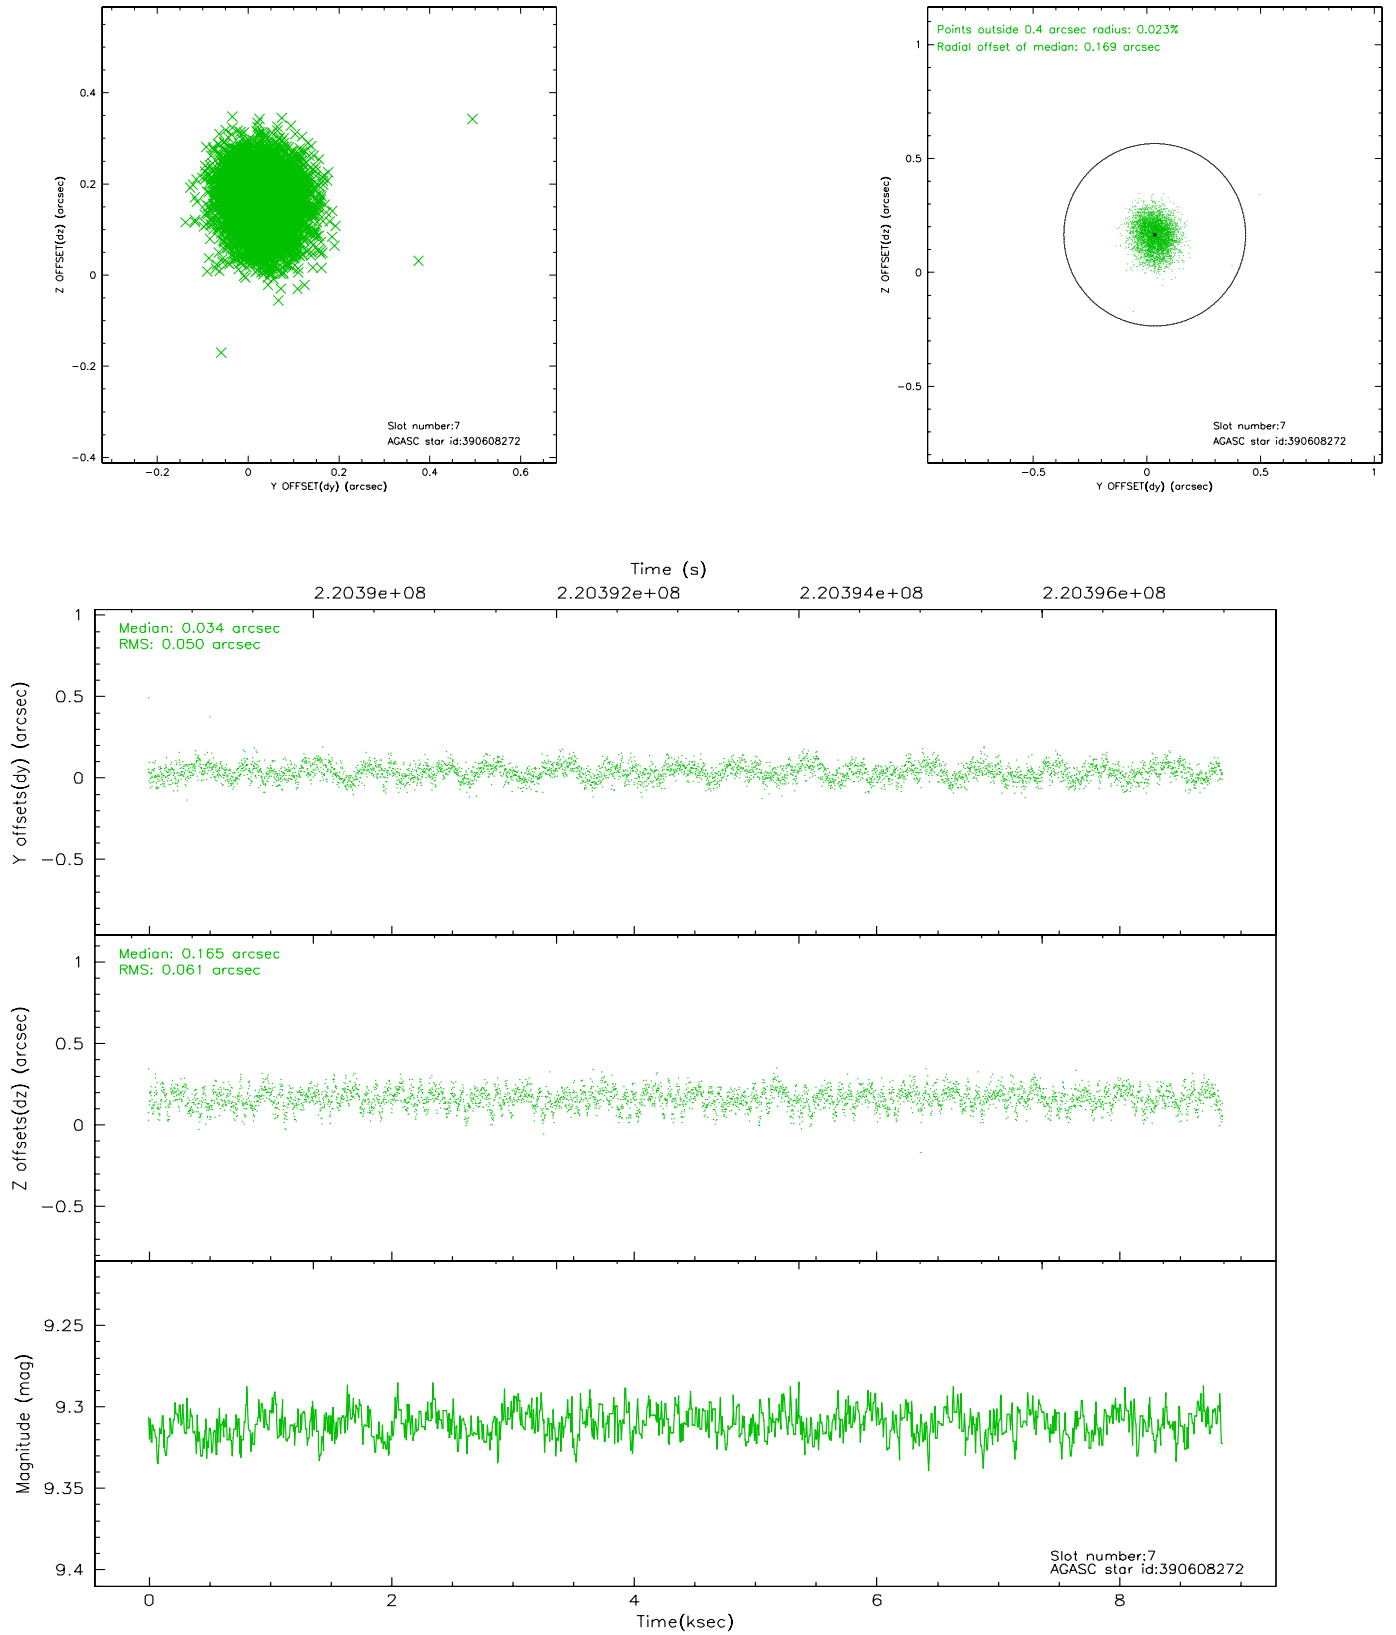 0.4
0.2
0
−0.2
−0.4
Z OFFSET(dz) (arcsec)
Slot number:7
AGASC star id:390608272
−0.2 0 0.2 0.4 0.6
Y OFFSET(dy) (arcsec)
Points outside 0.4 arcsec radius: 0.023%
Radial offset of median: 0.169 arcsec
1
0.5
0
−0.5
Z OFFSET(dz) (arcsec)
Slot number:7
AGASC star id:390608272
−0.5 0 0.5 1
Y OFFSET(dy) (arcsec)
Time (s)
2.2039e+08 2.20392e+08 2.20394e+08 2.20396e+08
Median: 0.034 arcsec
RMS: 0.050 arcsec
1
0.5
0
−0.5
Y offsets(dy) (arcsec)
Median: 0.165 arcsec
RMS: 0.061 arcsec
1
0.5
0
−0.5
Z offsets(dz) (arcsec)
9.25
9.3
9.35
9.4
Magnitude (mag)
Slot number:7
AGASC star id:390608272
0 2 4 6 8
Time(ksec)